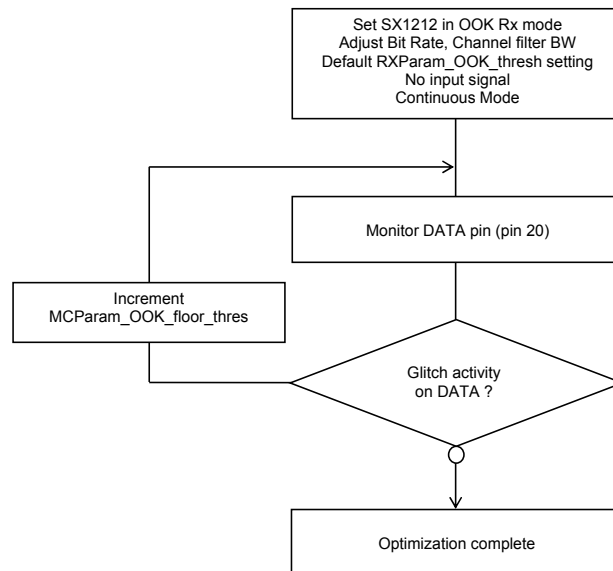 Set SX1212 in OOK Rx mode
Adjust Bit Rate, Channel filter BW
Default RXParam_OOK_thresh setting
No input signal
Continuous Mode
Monitor DATA pin (pin 20)
Increment
MCParam_OOK_floor_thres
Glitch activity
on DATA ?
Optimization complete